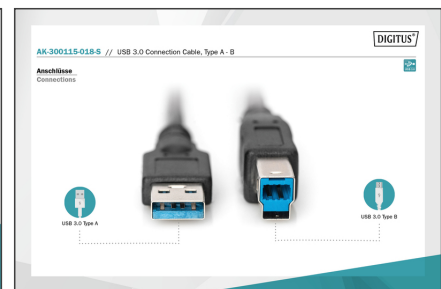 DIGITUS®
AK-300115-018-S // USB 3.0 Connection Cable, Type A - B
Anschlüsse
Connections
USB 3.0 Type A
USB 3.0 Type B